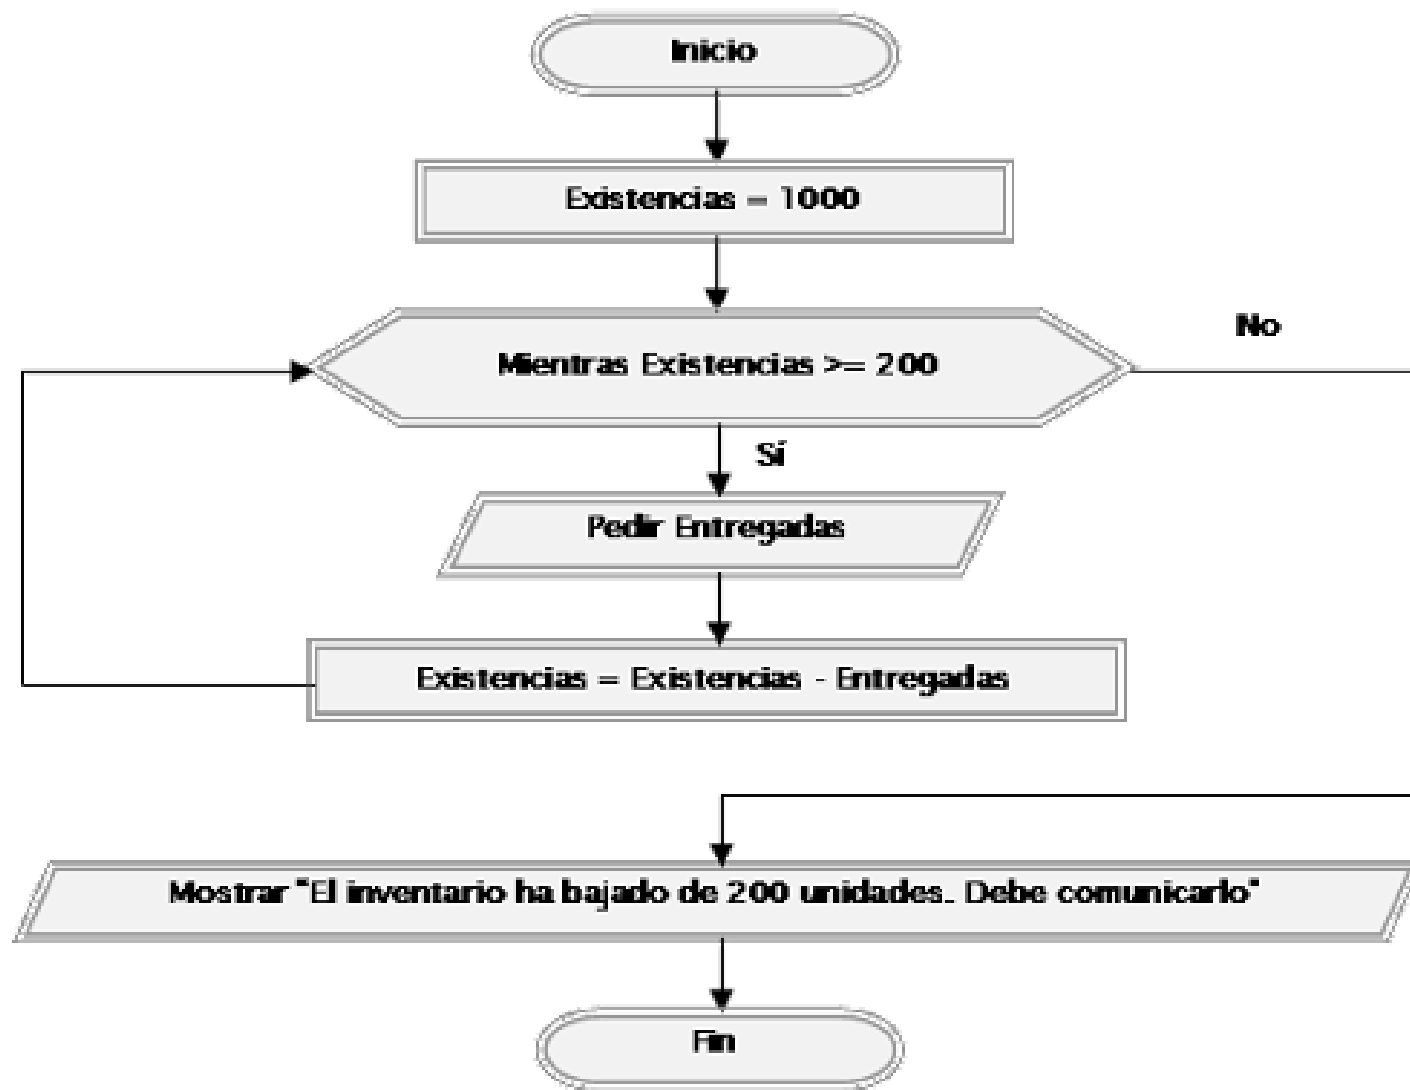 Inicio
Existencias = 1000
Mientras Existencias >= 200
No
Sí
Pedir Entregadas
Existencias = Existencias - Entregadas
Mostrar "El inventario ha bajado de 200 unidades. Debe comunicarlo"
Fin